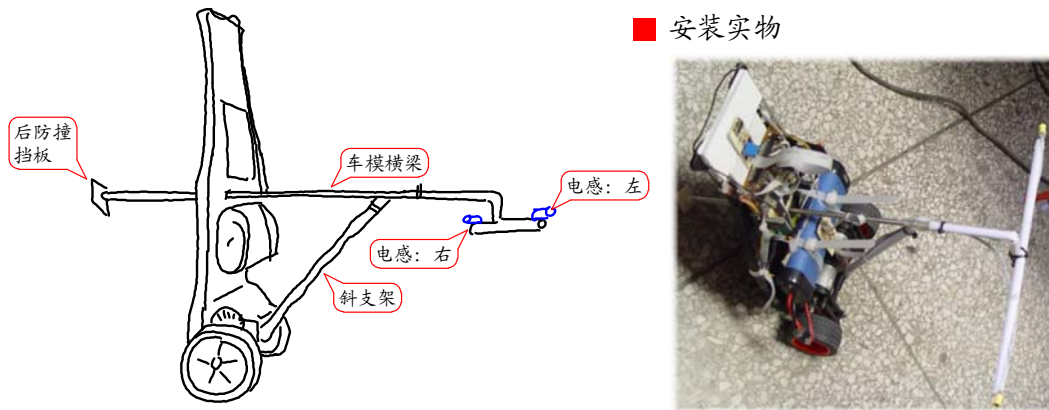 安装实物
后防撞
挡板
车模横梁
电感：左
电感：右
斜支架